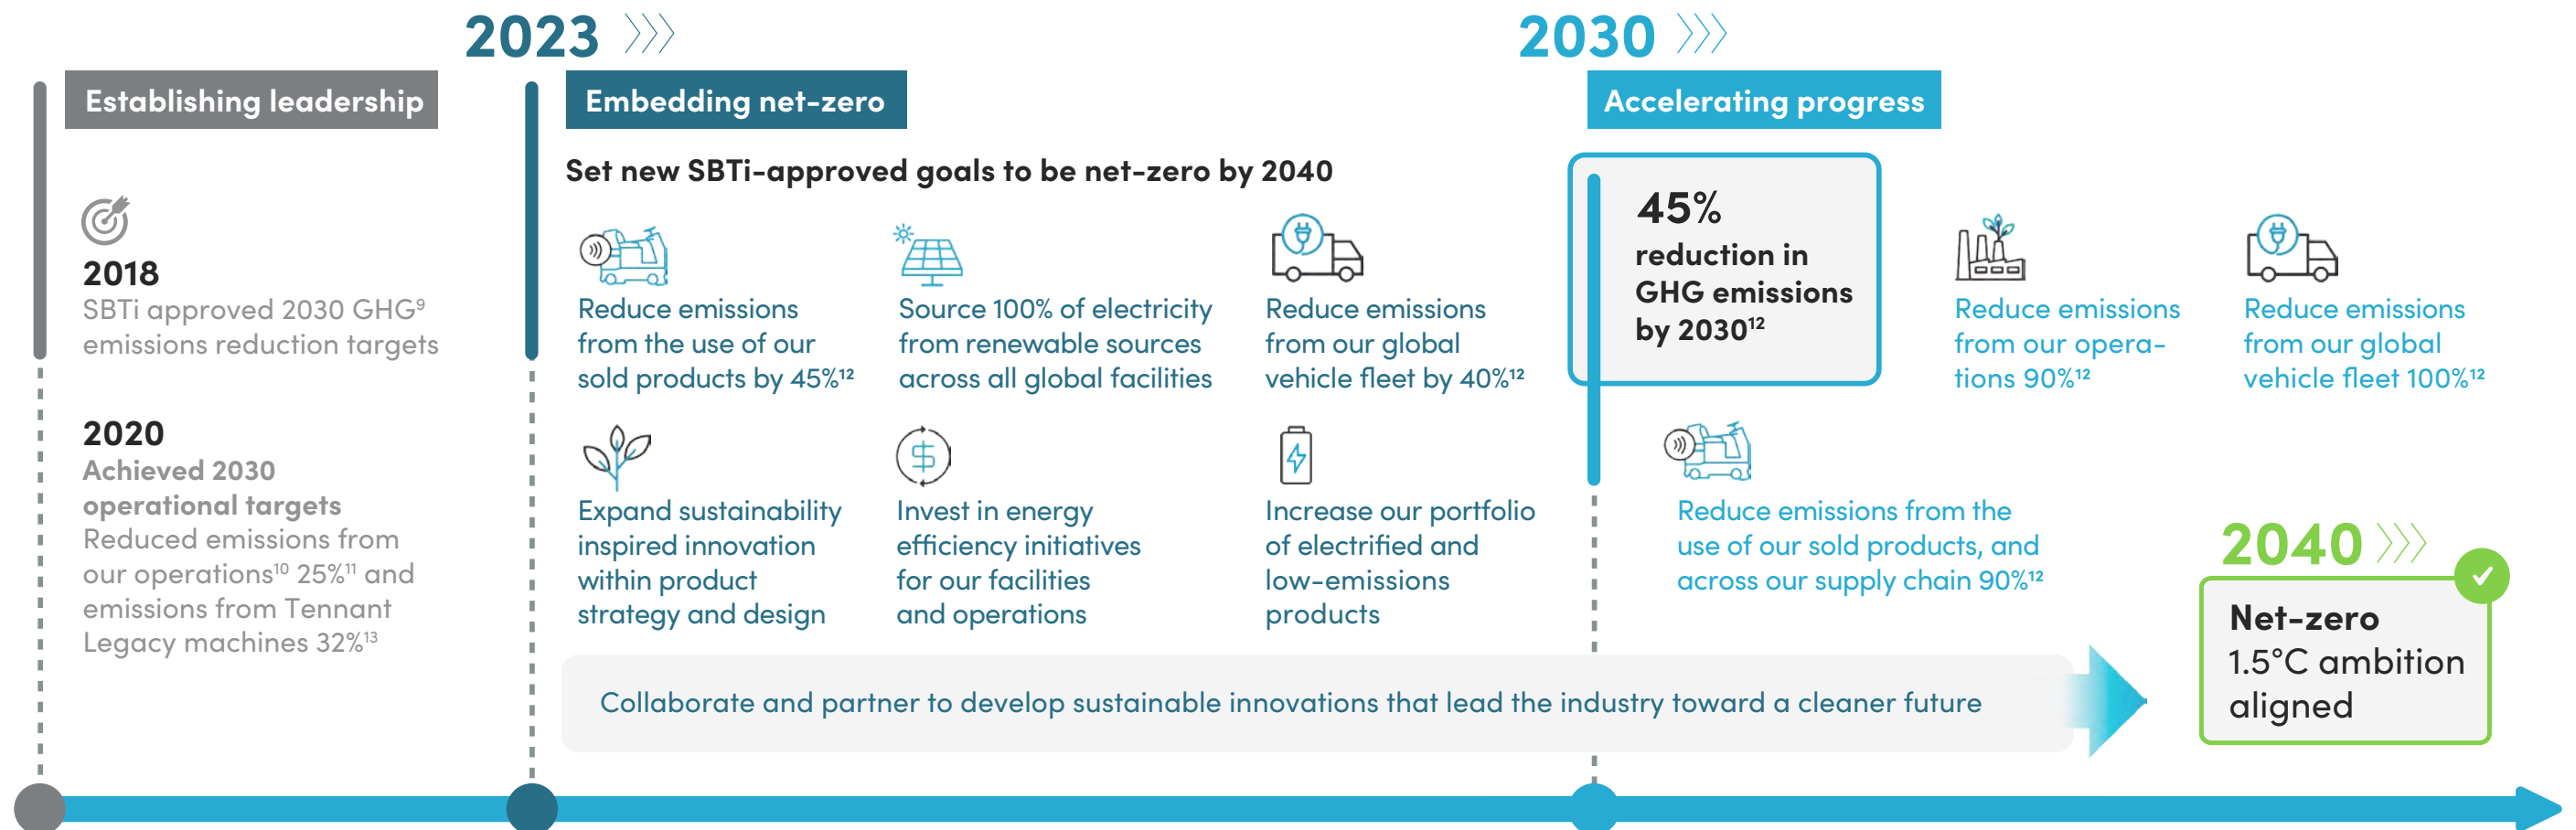 Establishing leadership
2018
SBTi approved 2030 GHG⁹
emissions reduction targets
2020
Achieved 2030
operational targets
Reduced emissions from
our operations¹⁰ 25%¹¹ and
emissions from Tennant
Legacy machines 32%¹³
2023
Embedding net-zero
Set new SBTi-approved goals to be net-zero by 2040
Reduce emissions
from the use of our
sold products by 45%¹²
Source 100% of electricity
from renewable sources
across all global facilities
Reduce emissions
from our global
vehicle fleet by 40%¹²
Expand sustainability
inspired innovation
within product
strategy and design
Invest in energy
efficiency initiatives
for our facilities
and operations
Increase our portfolio
of electrified and
low-emissions
products
2030
Accelerating progress
45%
reduction in
GHG emissions
by 2030¹²
Reduce emissions
from our opera-
tions 90%¹²
Reduce emissions
from our global
vehicle fleet 100%¹²
Reduce emissions from the
use of our sold products, and
across our supply chain 90%¹²
Collaborate and partner to develop sustainable innovations that lead the industry toward a cleaner future
2040
Net-zero
1.5°C ambition
aligned